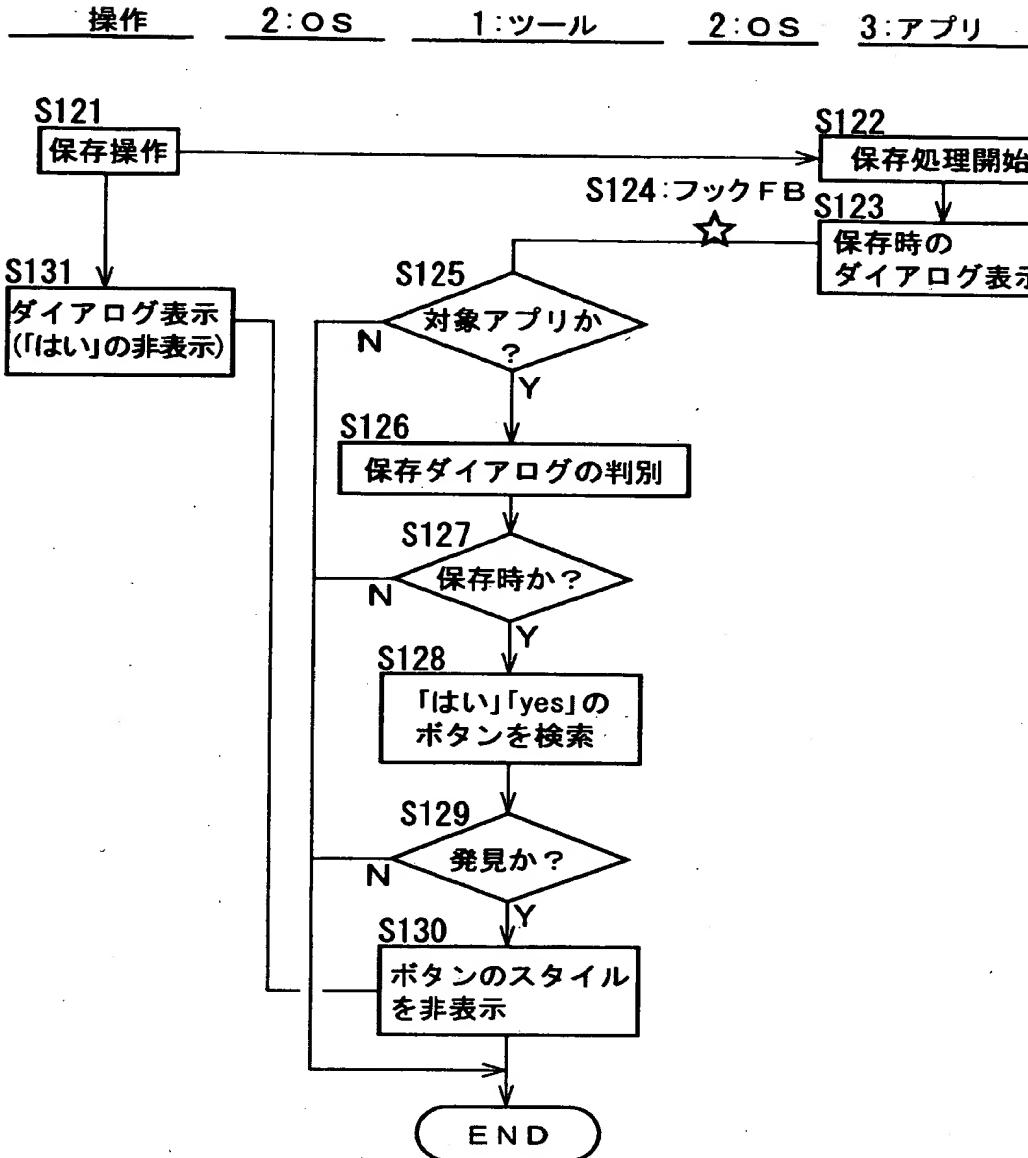 操作 2:OS 1:ツール 2:OS 3:アプリ
S121
保存操作
S122
保存処理開始
S124:フックFB
S123
保存時の
ダイアログ表示
S131
ダイアログ表示
(「はい」の非表示)
S125
対象アプリか
?
N
Y
S126
保存ダイアログの判別
S127
保存時か?
N
Y
S128
「はい」「yes」の
ボタンを検索
S129
発見か?
N
Y
S130
ボタンのスタイル
を非表示
END